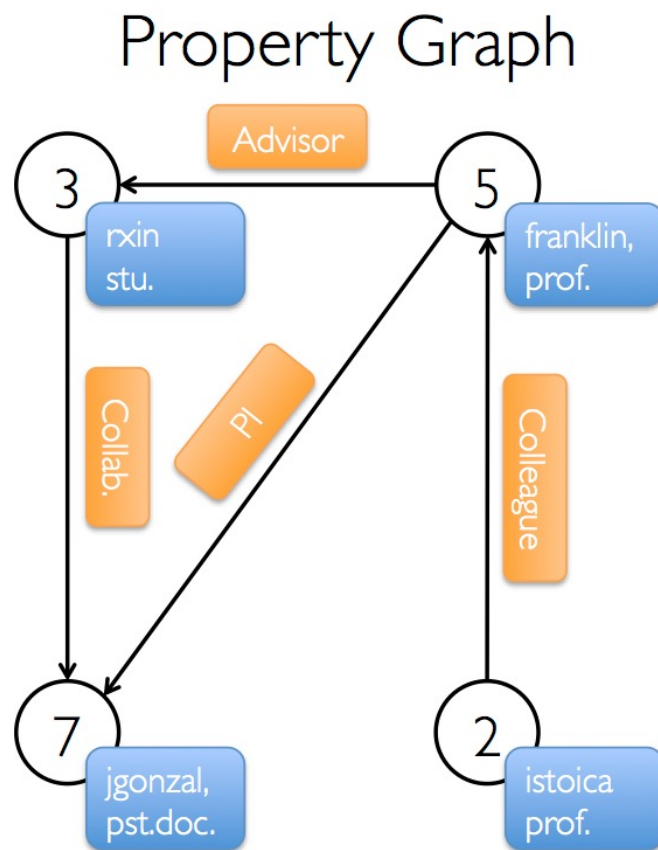 Property Graph
Advisor
3
5
rxin
stu.
franklin,
prof.
Collab.
PI
Colleague
7
2
jgonzal,
pst.doc.
istoica
prof.